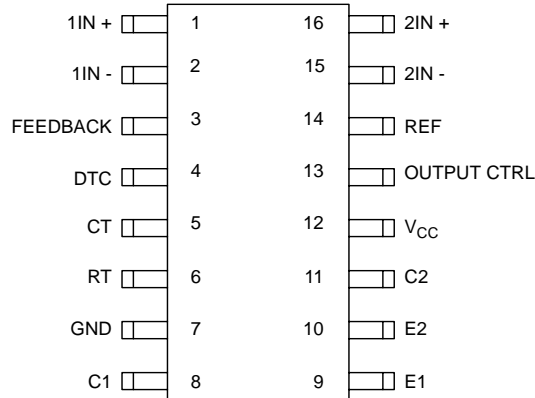 1IN + 1 16 2IN +
1IN - 2 15 2IN -
FEEDBACK 3 14 REF
DTC 4 13 OUTPUT CTRL
CT 5 12 VCC
RT 6 11 C2
GND 7 10 E2
C1 8 9 E1